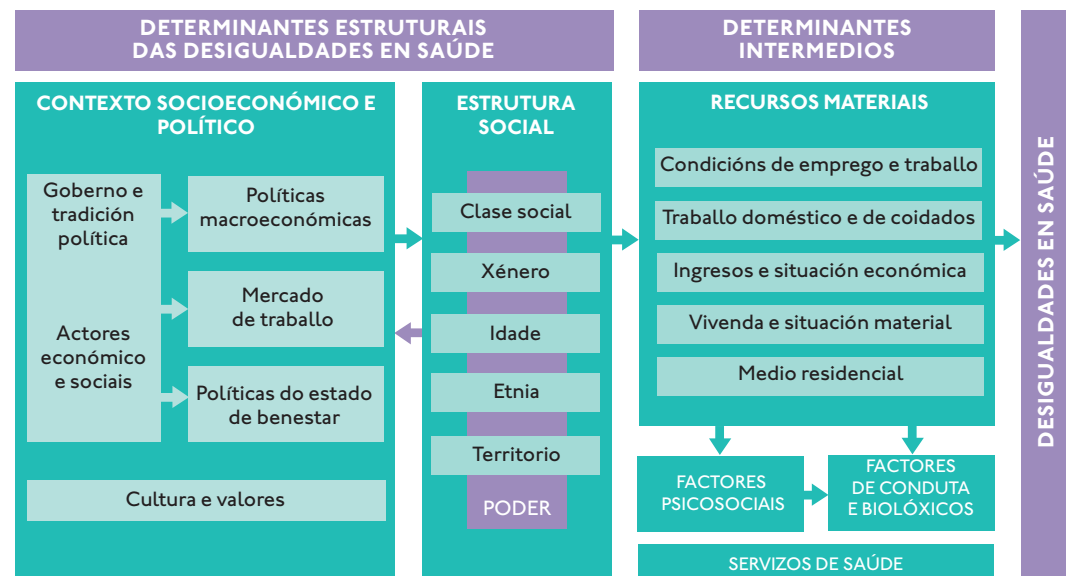 DETERMINANTES ESTRUTURAIS
DAS DESIGUALDADES EN SAÚDE
DETERMINANTES
INTERMEDIOS
CONTEXTO SOCIOECONÓMICO E
POLÍTICO
Goberno e
tradición
política
Actores
económico
e sociais
Políticas
macroeconómicas
Mercado
de traballo
Políticas do estado
de benestar
Cultura e valores
ESTRUTURA
SOCIAL
Clase social
Xénero
Idade
Etnia
Territorio
PODER
RECURSOS MATERIAIS
Condicións de emprego e traballo
Traballo doméstico e de coidados
Ingresos e situación económica
Vivenda e situación material
Medio residencial
FACTORES
PSICOSOCIAIS
FACTORES
DE CONDUTA
E BIOLÓXICOS
SERVIZOS DE SAÚDE
DESIGUALDADES EN SAÚDE